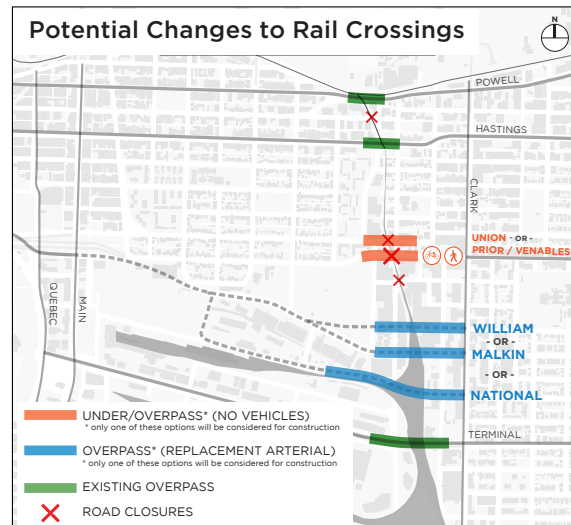 Potential Changes to Rail Crossings
N
POWELL
HASTINGS
CLARK
UNION - OR -
PRIOR / VENABLES
QUEBEC
MAIN
WILLIAM
- OR -
MALKIN
- OR -
NATIONAL
TERMINAL
UNDER/OVERPASS* (NO VEHICLES)
* only one of these options will be considered for construction
OVERPASS* (REPLACEMENT ARTERIAL)
* only one of these options will be considered for construction
EXISTING OVERPASS
ROAD CLOSURES